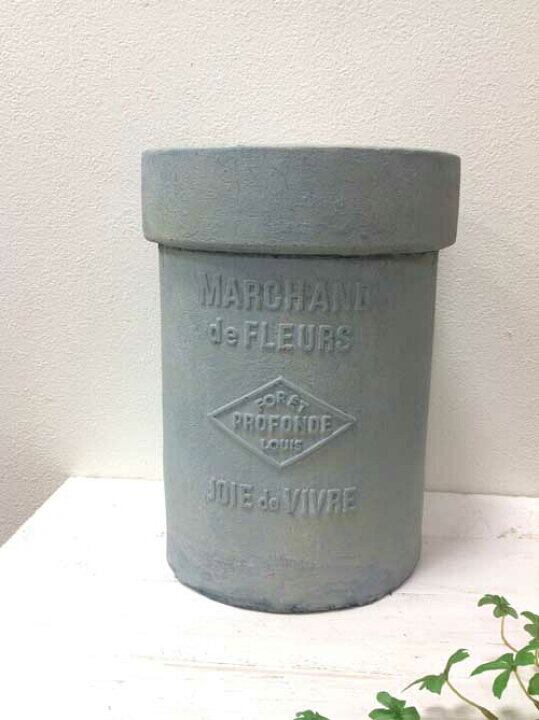 MARCHAND
de FLEURS
FORET
PROFONDE
LOUIS
JOIE de VIVRE